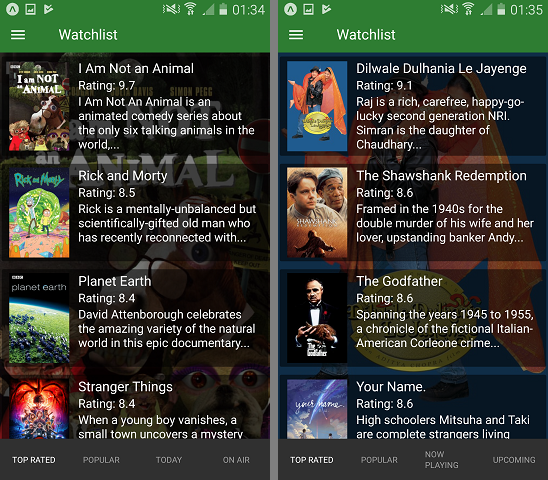 01:34
Watchlist
I Am Not an Animal
Rating: 9.7
I Am Not An Animal is an
animated comedy series about
the only six talking animals in the
world,...
Rick and Morty
Rating: 8.5
Rick is a mentally-unbalanced but
scientifically-gifted old man who
has recently reconnected with...
planet earth
Planet Earth
Rating: 8.4
David Attenborough celebrates
the amazing variety of the natural
world in this epic documentary...
Stranger Things
Rating: 8.4
When a young boy vanishes, a
small town uncovers a mystery
TOP RATED
POPULAR
TODAY
ON AIR
01:35
Watchlist
Dilwale Dulhania Le Jayenge
Rating: 9.1
Raj is a rich, carefree, happy-go-
lucky second generation NRI.
Simran is the daughter of
Chaudhary...
SHAWSHANK
The Shawshank Redemption
Rating: 8.6
Framed in the 1940s for the
double murder of his wife and her
lover, upstanding banker Andy...
The Godfather
Rating: 8.6
Spanning the years 1945 to 1955,
a chronicle of the fictional Italian-
American Corleone crime...
your name.
Your Name.
Rating: 8.6
High schoolers Mitsuha and Taki
are complete strangers living
TOP RATED
POPULAR
NOW
PLAYING
UPCOMING